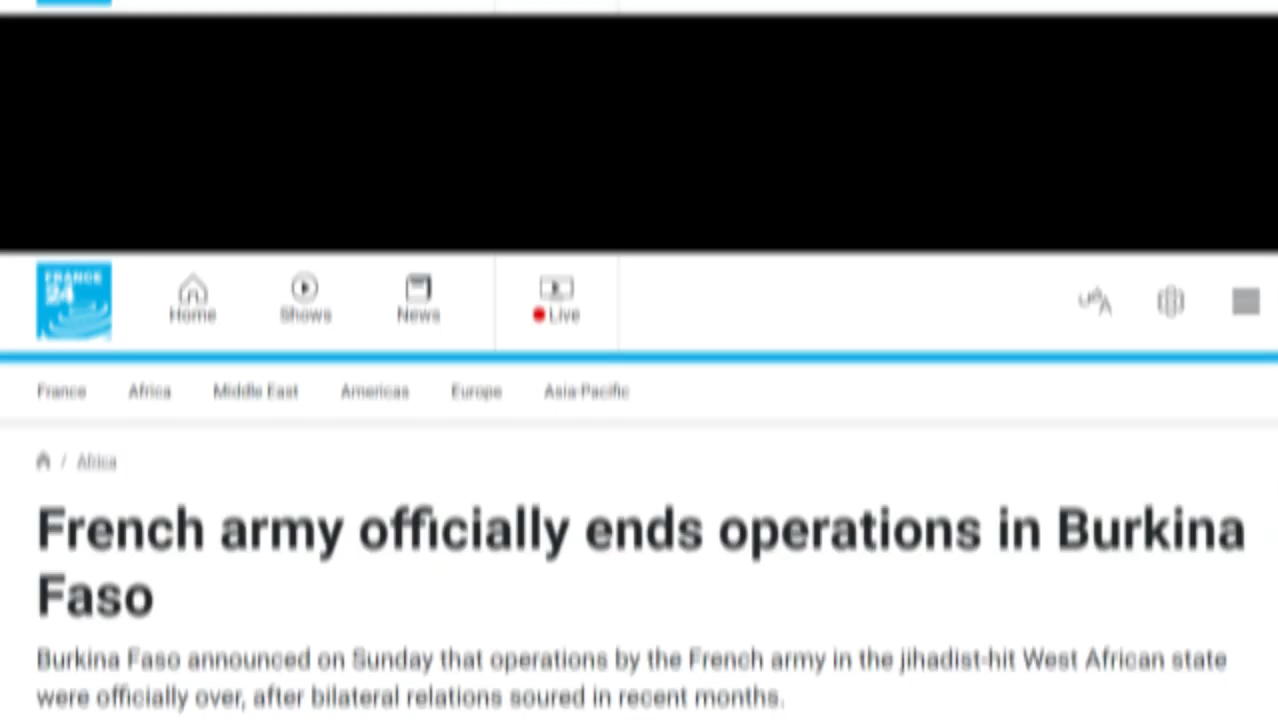 FRANCE
24
Home Shows News Live
France Africa Middle East Americas Europe Asia-Pacific
/ Africa
French army officially ends operations in Burkina
Faso
Burkina Faso announced on Sunday that operations by the French army in the jihadist-hit West African state
were officially over, after bilateral relations soured in recent months.